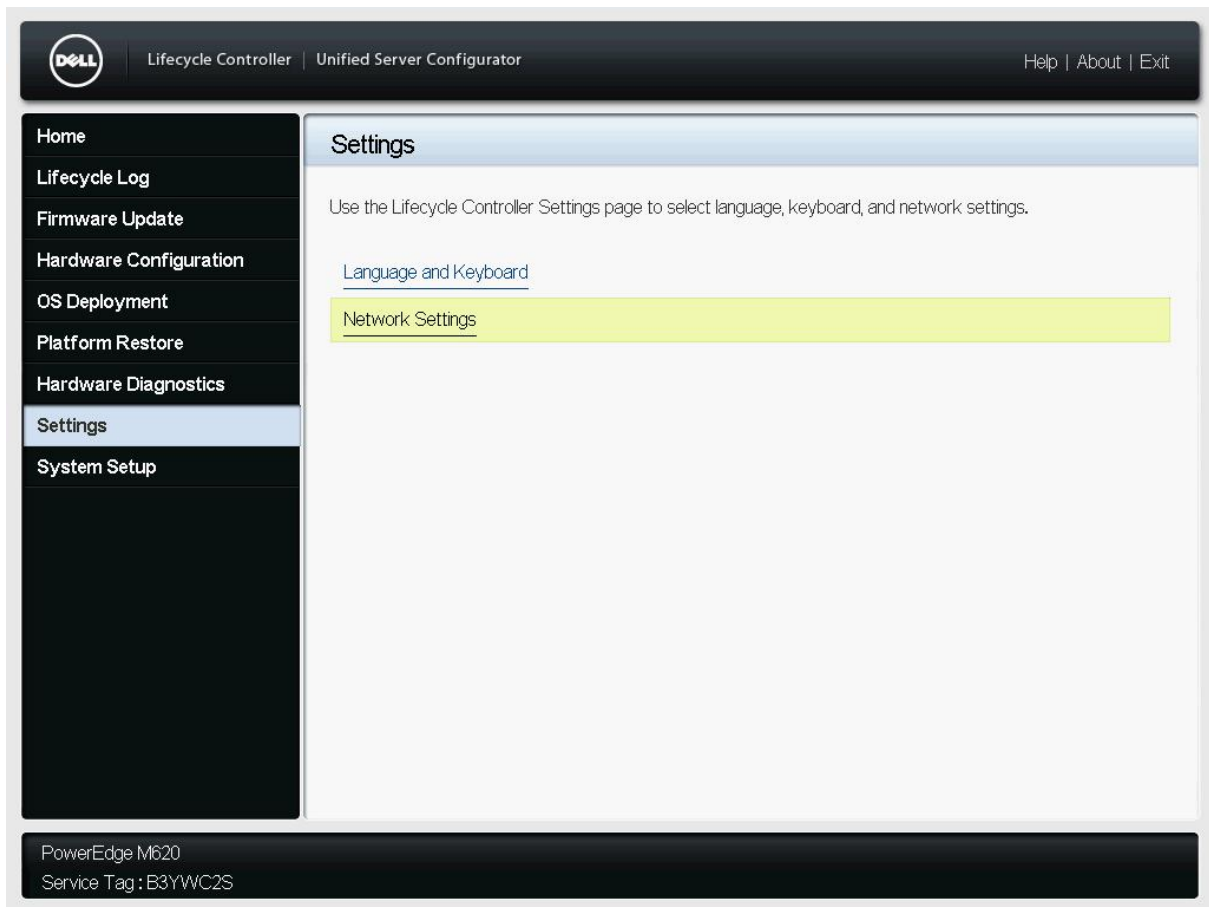 DELL
Lifecycle Controller | Unified Server Configurator
Help | About | Exit
Home
Lifecycle Log
Firmware Update
Hardware Configuration
OS Deployment
Platform Restore
Hardware Diagnostics
Settings
System Setup
Settings
Use the Lifecycle Controller Settings page to select language, keyboard, and network settings.
Language and Keyboard
Network Settings
PowerEdge M620
Service Tag : B3YWC2S